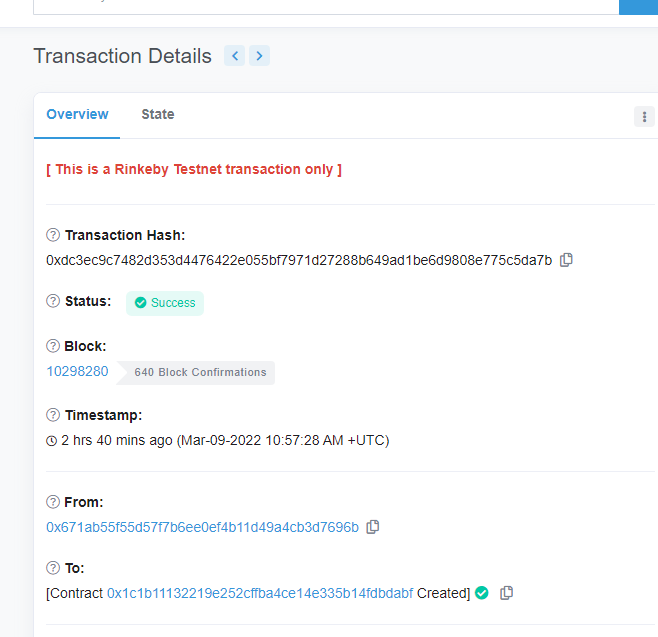 Transaction Details
Overview State
[ This is a Rinkeby Testnet transaction only ]
Transaction Hash:
0xdc3ec9c7482d353d4476422e055bf7971d27288b649ad1be6d9808e775c5da7b
Status: Success
Block:
10298280 640 Block Confirmations
Timestamp:
2 hrs 40 mins ago (Mar-09-2022 10:57:28 AM +UTC)
From:
0x671ab55f55d57f7b6ee0ef4b11d49a4cb3d7696b
To:
[Contract 0x1c1b11132219e252cffba4ce14e335b14fdbdabf Created]